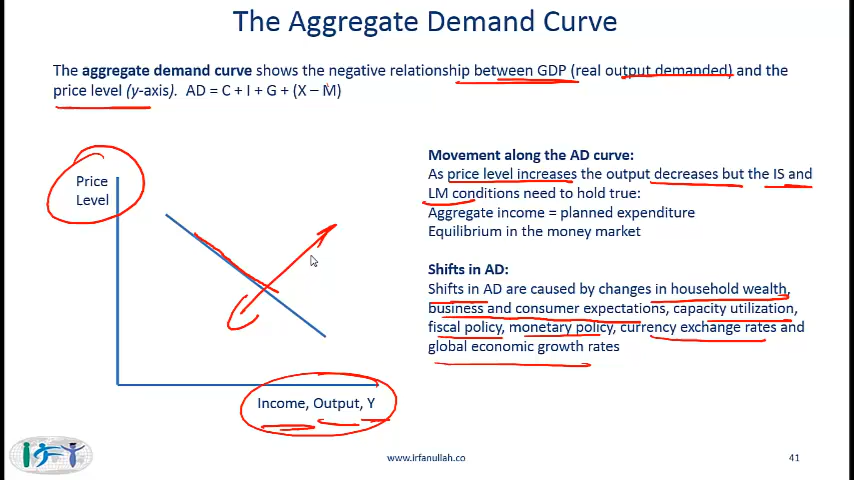 The Aggregate Demand Curve
The aggregate demand curve shows the negative relationship between GDP (real output demanded) and the
price level (y-axis). AD = C + I + G + (X – M)
Price
Level
Income, Output, Y
Movement along the AD curve:
As price level increases the output decreases but the IS and
LM conditions need to hold true:
Aggregate income = planned expenditure
Equilibrium in the money market
Shifts in AD:
Shifts in AD are caused by changes in household wealth,
business and consumer expectations, capacity utilization,
fiscal policy, monetary policy, currency exchange rates and
global economic growth rates
IFT
www.irfanullah.co
41